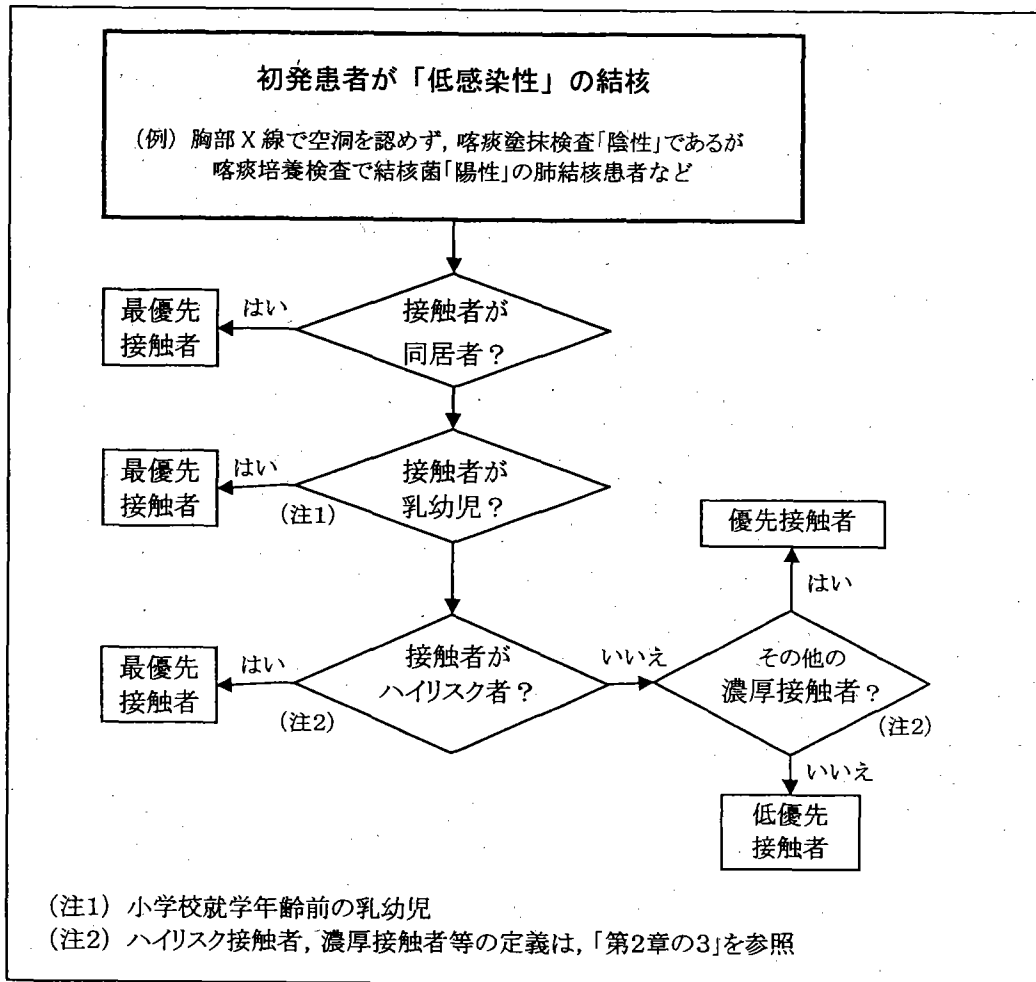 初発患者が「低感染性」の結核
(例) 胸部X線で空洞を認めず,喀痰塗抹検査「陰性」であるが
喀痰培養検査で結核菌「陽性」の肺結核患者など
接触者が
同居者?
はい
最優先
接触者
接触者が
乳幼児?
はい
(注1)
最優先
接触者
接触者が
ハイリスク者?
はい
(注2)
最優先
接触者
いいえ
その他の
濃厚接触者?
(注2)
はい
優先接触者
いいえ
低優先
接触者
(注1) 小学校就学年齢前の乳幼児
(注2) ハイリスク接触者,濃厚接触者等の定義は,「第2章の3」を参照